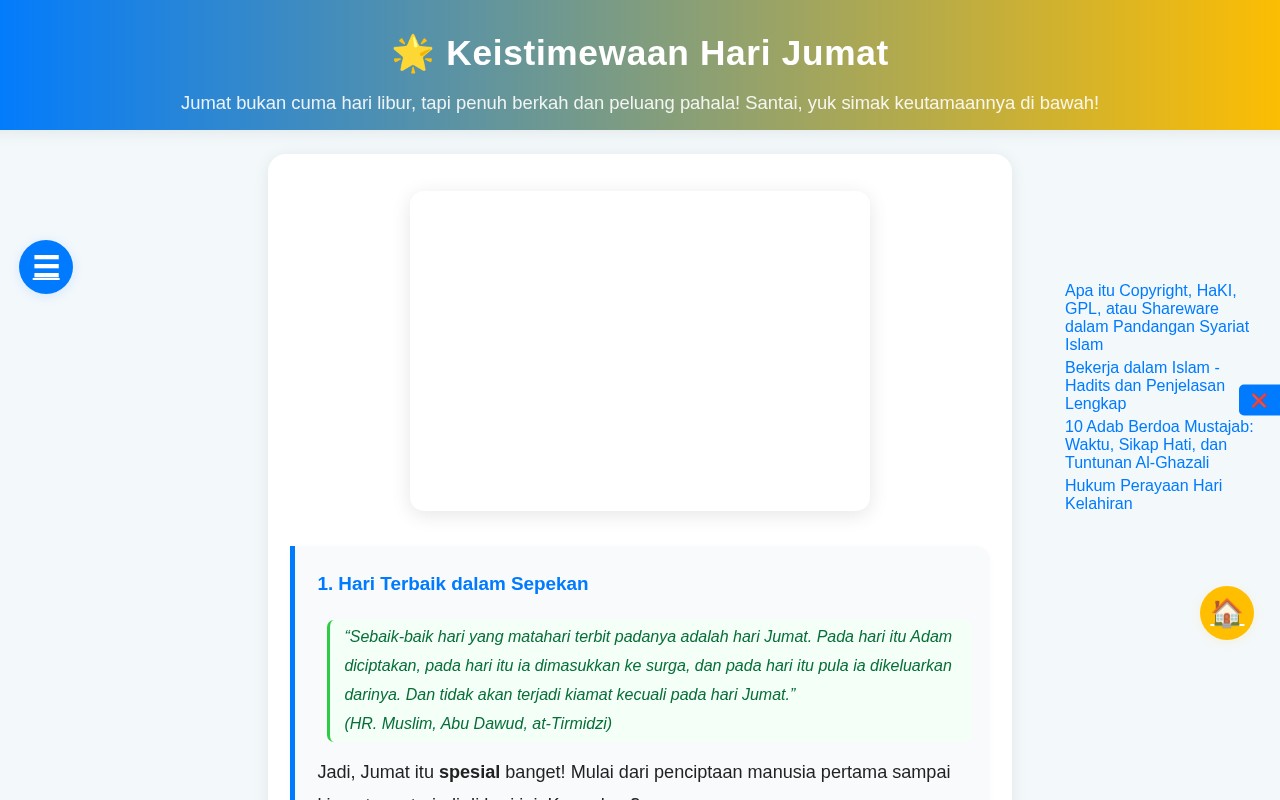 🌟 Keistimewaan Hari Jumat
Jumat bukan cuma hari libur, tapi penuh berkah dan peluang pahala! Santai, yuk simak keutamaannya di bawah!
Apa itu Copyright, HaKI,
GPL, atau Shareware
dalam Pandangan Syariat
Islam
Bekerja dalam Islam -
Hadits dan Penjelasan
Lengkap
10 Adab Berdoa Mustajab:
Waktu, Sikap Hati, dan
Tuntunan Al-Ghazali
Hukum Perayaan Hari
Kelahiran
1. Hari Terbaik dalam Sepekan
“Sebaik-baik hari yang matahari terbit padanya adalah hari Jumat. Pada hari itu Adam
diciptakan, pada hari itu ia dimasukkan ke surga, dan pada hari itu pula ia dikeluarkan
darinya. Dan tidak akan terjadi kiamat kecuali pada hari Jumat.”
(HR. Muslim, Abu Dawud, at-Tirmidzi)
Jadi, Jumat itu spesial banget! Mulai dari penciptaan manusia pertama sampai